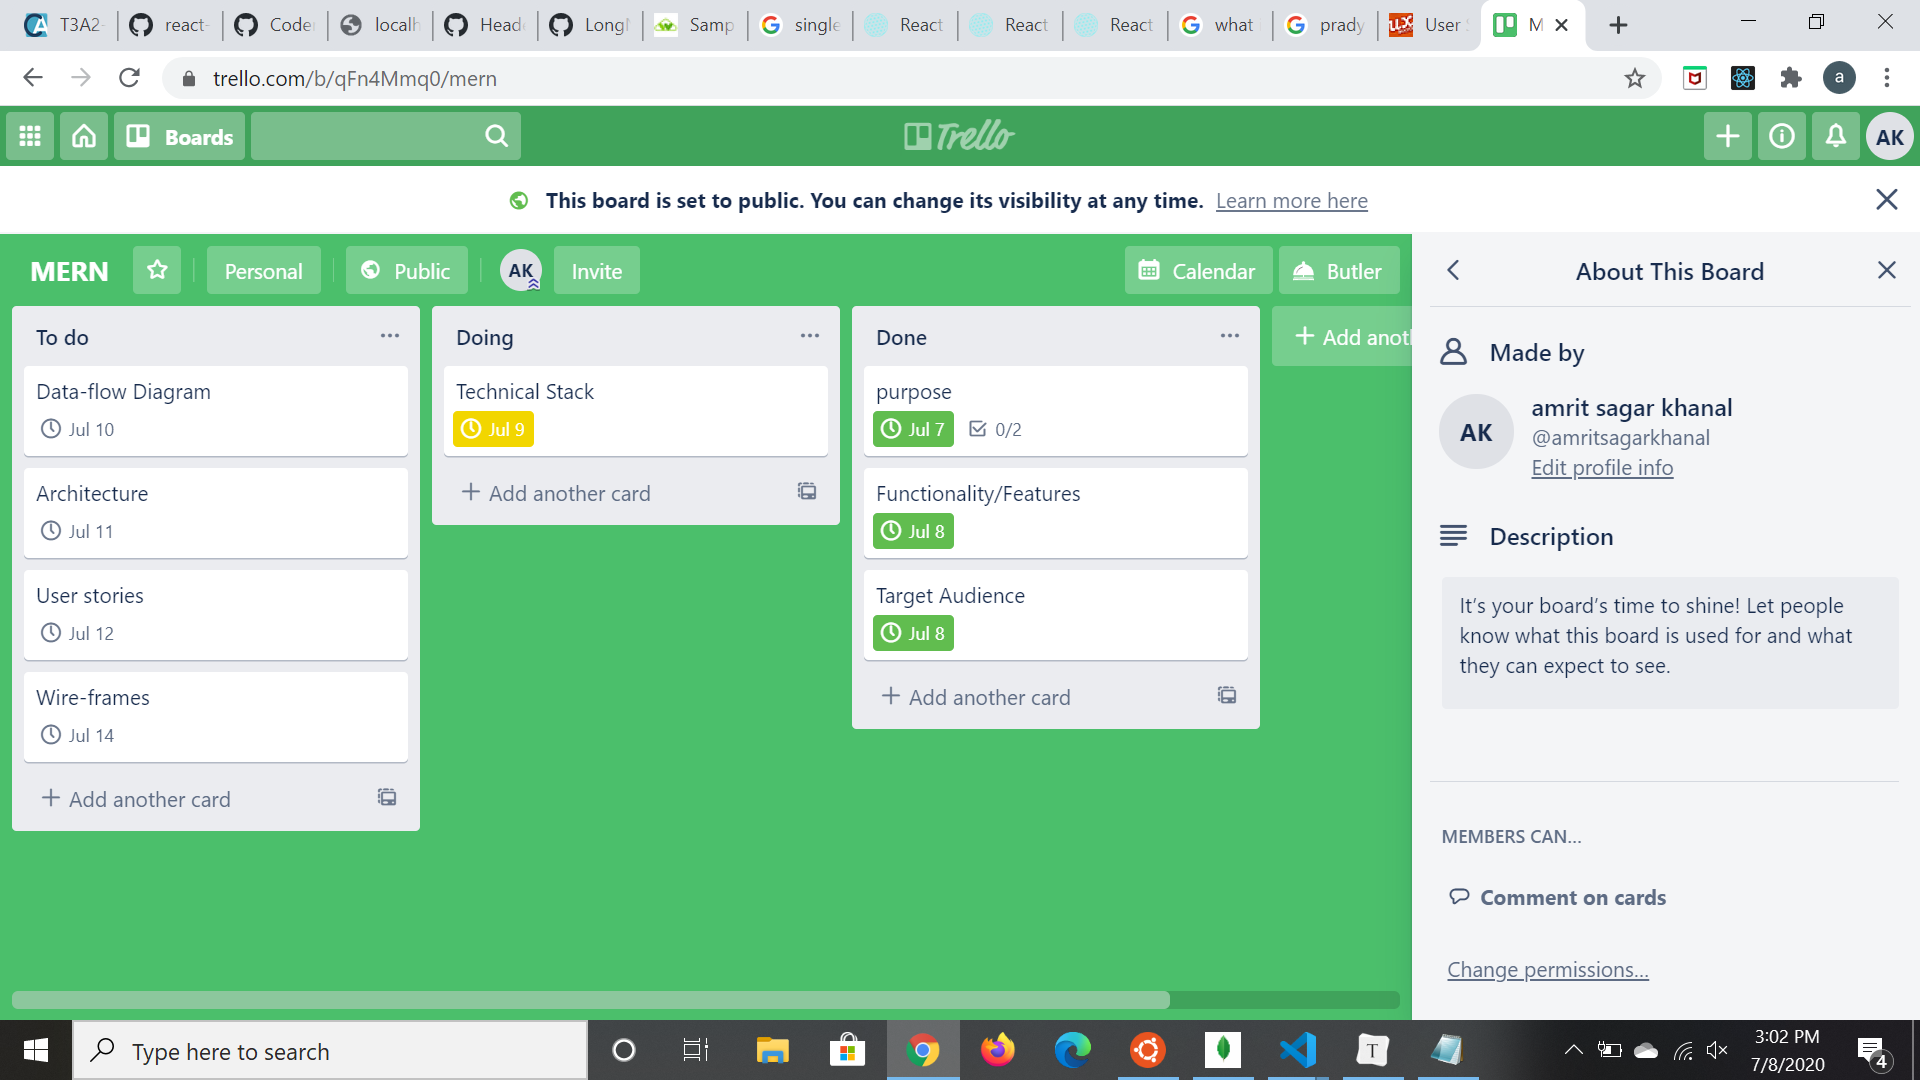 T3A2-
react-
Coder
localh
Heade
Longl
Samp
single
React
React
React
what
prady
User S
M
trello.com/b/qFn4Mmq0/mern
a
Boards
Trello
AK
This board is set to public. You can change its visibility at any time. Learn more here
MERN
Personal
Public
AK
Invite
Calendar
Butler
To do
Data-flow Diagram
Jul 10
Architecture
Jul 11
User stories
Jul 12
Wire-frames
Jul 14
Add another card
Doing
Technical Stack
Jul 9
Add another card
Done
purpose
Jul 7 0/2
Functionality/Features
Jul 8
Target Audience
Jul 8
Add another card
Add anoth
About This Board
Made by
AK
amrit sagar khanal
@amritsagarkhanal
Edit profile info
Description
It's your board's time to shine! Let people
know what this board is used for and what
they can expect to see.
MEMBERS CAN...
Comment on cards
Change permissions...
Type here to search
T
3:02 PM
7/8/2020
4